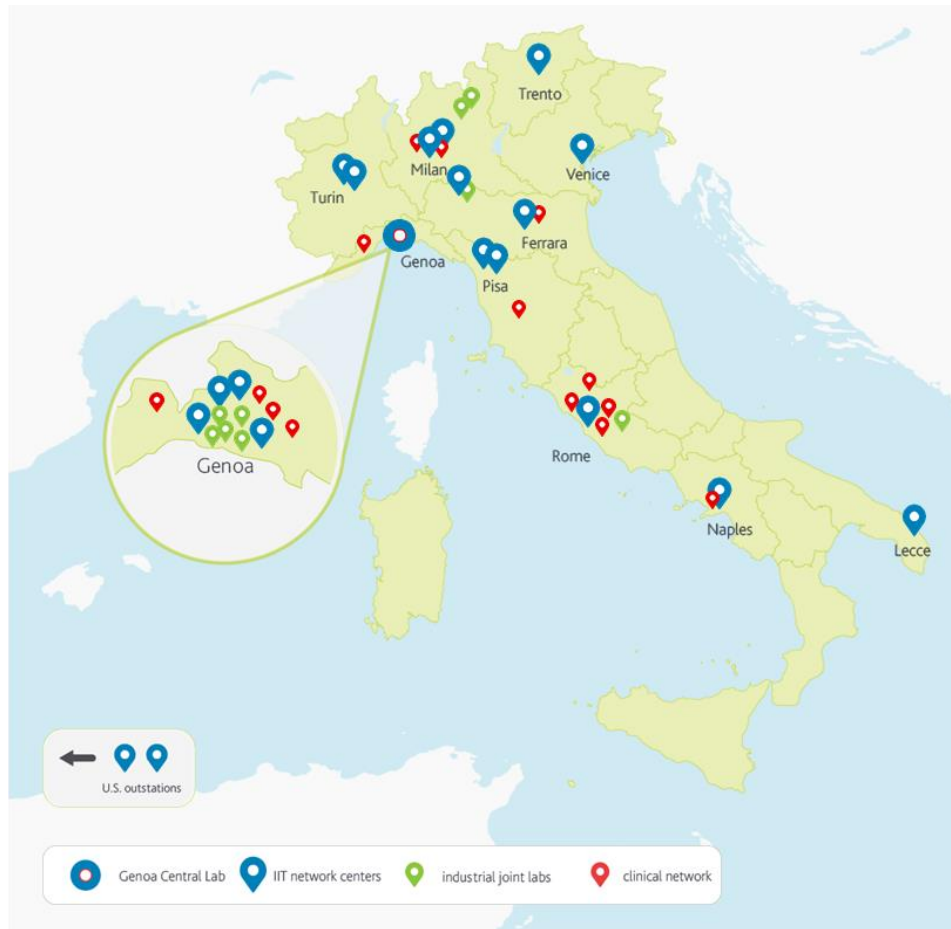 Trento
Milan
Venice
Turin
Ferrara
Genoa
Pisa
Genoa
Rome
Naples
Lecce
U.S. outstations
Genoa Central Lab
IIT network centers
industrial joint labs
clinical network